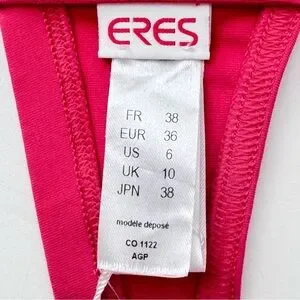 ERES
FR 38
EUR 36
US 6
UK 10
JPN 38
modèle déposé
CO 1122
AGP